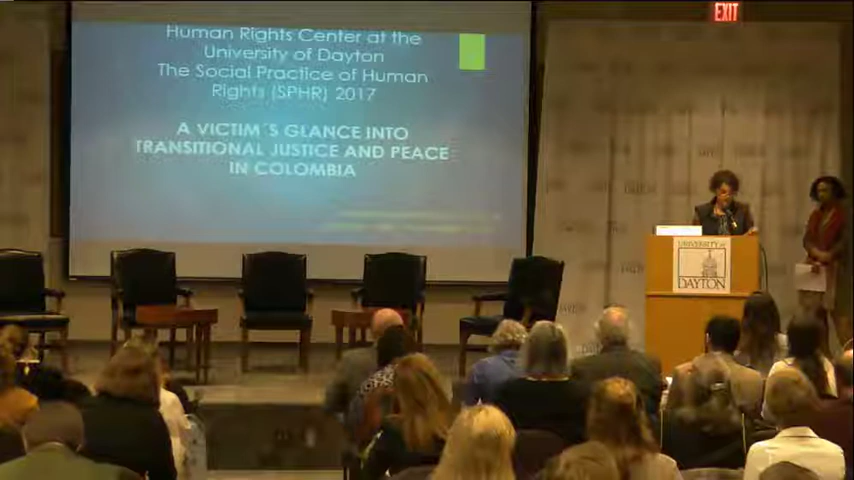 EXIT
Human Rights Center at the
University of Dayton
The Social Practice of Human
Rights (SPHR) 2017
A VICTIM´S GLANCE INTO
TRANSITIONAL JUSTICE AND PEACE
IN COLOMBIA
UNIVERSITY of
DAYTON